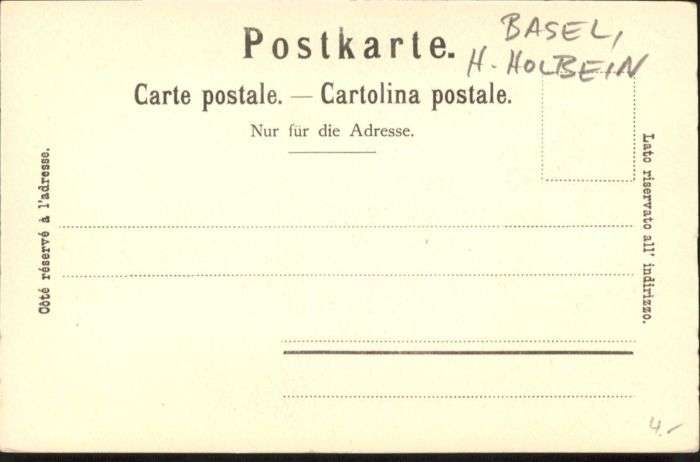 BASEL,
H. HOLBEIN
Postkarte.
Carte postale. — Cartolina postale.
Nur für die Adresse.
Côté réservé à l'adresse.
Lato riservato all' indirizzo.
4.-